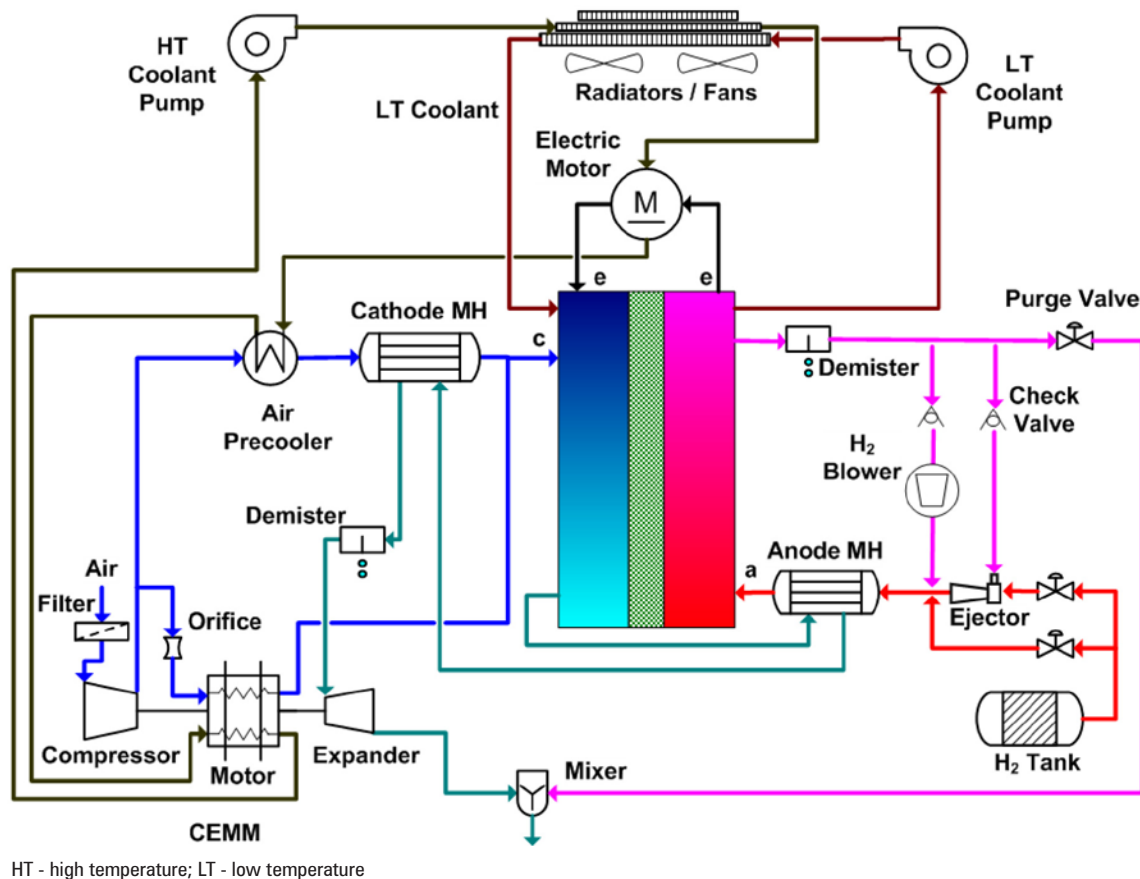 HT
Coolant
Pump
LT Coolant
Radiators / Fans
LT
Coolant
Pump
Electric
Motor
M
e
e
Cathode MH
c
Purge Valve
Demister
Air
Precooler
Check
Valve
H₂
Blower
Demister
Anode MH
a
Air
Filter
Orifice
Ejector
Compressor
Motor
Expander
H₂ Tank
Mixer
CEMM
HT - high temperature; LT - low temperature